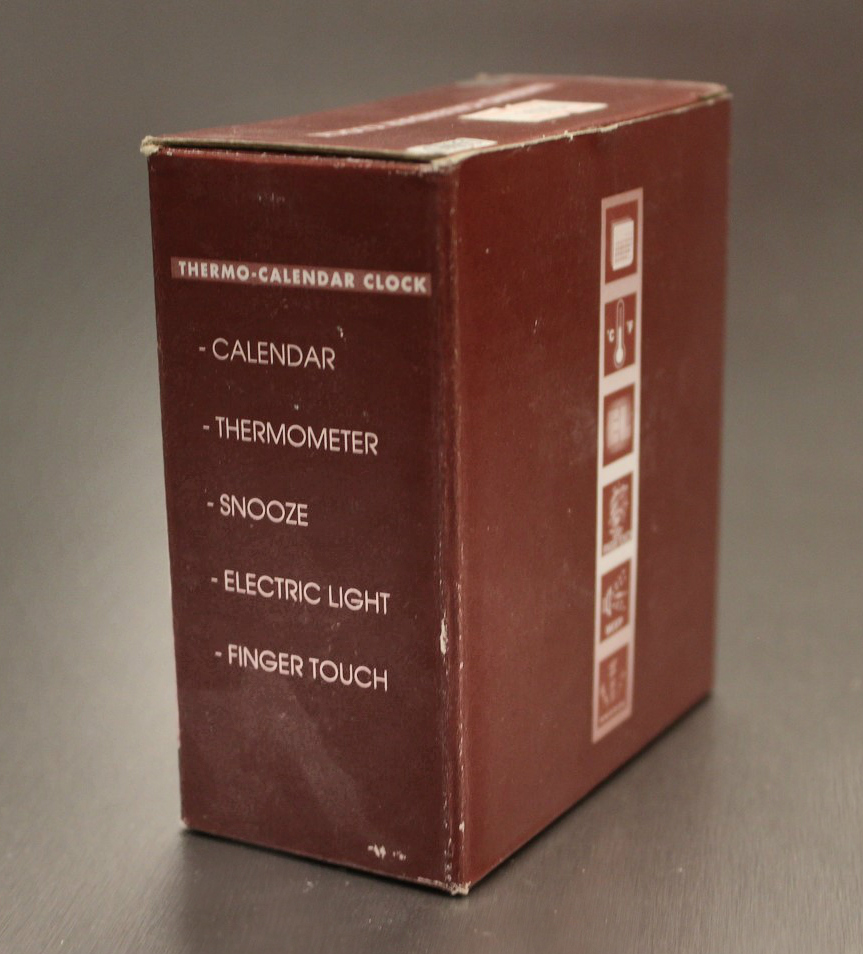 THERMO-CALENDAR CLOCK
- CALENDAR
- THERMOMETER
- SNOOZE
- ELECTRIC LIGHT
- FINGER TOUCH
°C °F